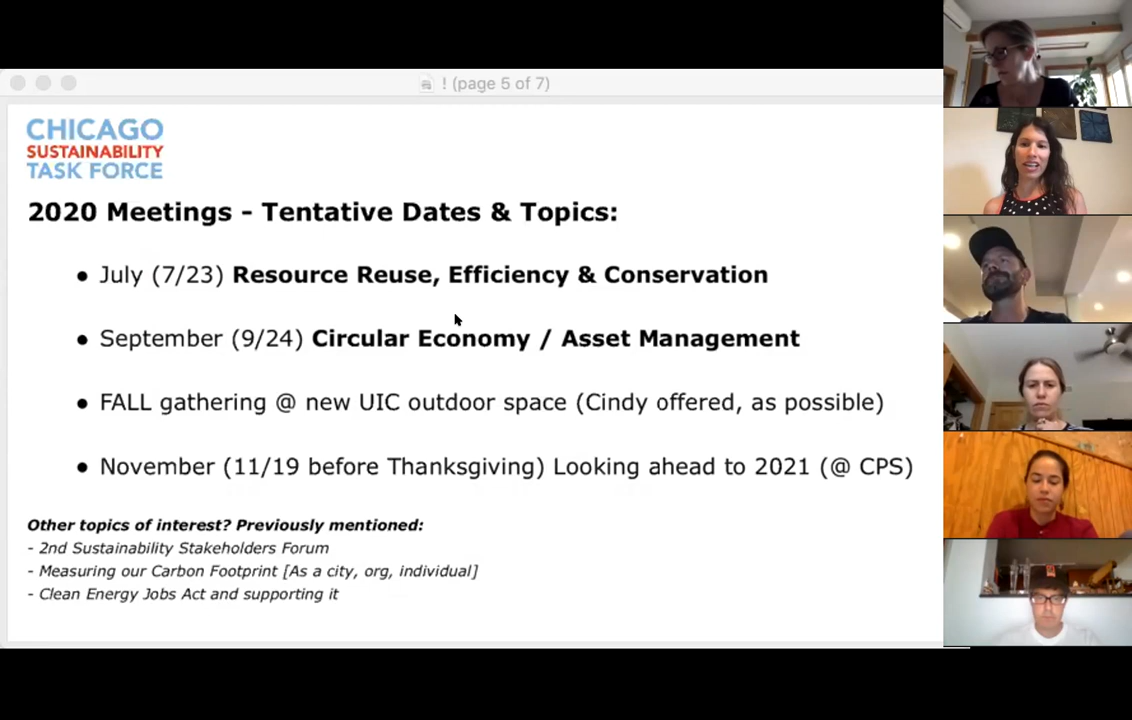 ! (page 5 of 7)
CHICAGO
SUSTAINABILITY
TASK FORCE
2020 Meetings - Tentative Dates & Topics:
● July (7/23) Resource Reuse, Efficiency & Conservation
● September (9/24) Circular Economy / Asset Management
● FALL gathering @ new UIC outdoor space (Cindy offered, as possible)
● November (11/19 before Thanksgiving) Looking ahead to 2021 (@ CPS)
Other topics of interest? Previously mentioned:
- 2nd Sustainability Stakeholders Forum
- Measuring our Carbon Footprint [As a city, org, individual]
- Clean Energy Jobs Act and supporting it